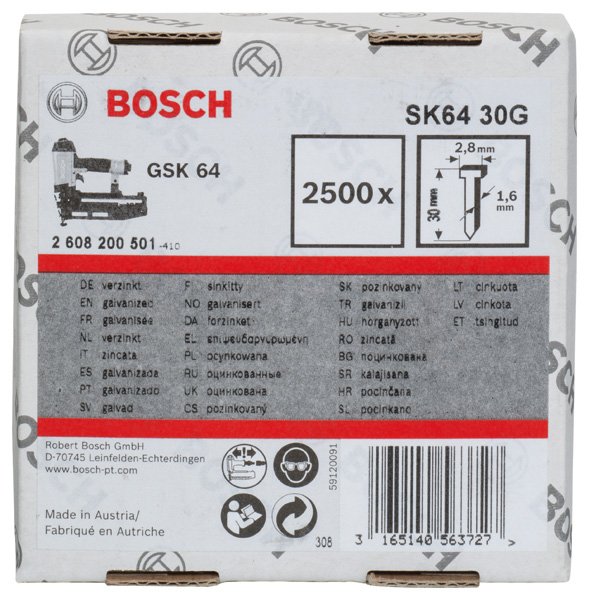 BOSCH
SK64 30G
GSK 64
2500 x
2,8 mm
30 mm
1,6 mm
2 608 200 501 -410
DE verzinkt
EN galvanized
FR galvanisée
NL verzinkt
IT zincata
ES galvanizada
PT galvanizado
SV galvad
FI sinkitty
NO galvanisert
DA forzinket
EL επιψευδαργυρωμένη
PL ocynkowana
RU оцинкованные
UK оцинкована
CS pozinkovaný
SK pozinkovaný
TR galvanizli
HU horganyzott
RO zincată
BG поцинкована
SR kalajisana
HR pocinčana
SL pocinkano
LT cinkuota
LV cinkota
ET tsingitud
Robert Bosch GmbH
D-70745 Leinfelden-Echterdingen
www.bosch-pt.com
Made in Austria/
Fabriqué en Autriche
308
59120091
3 165140 563727 >